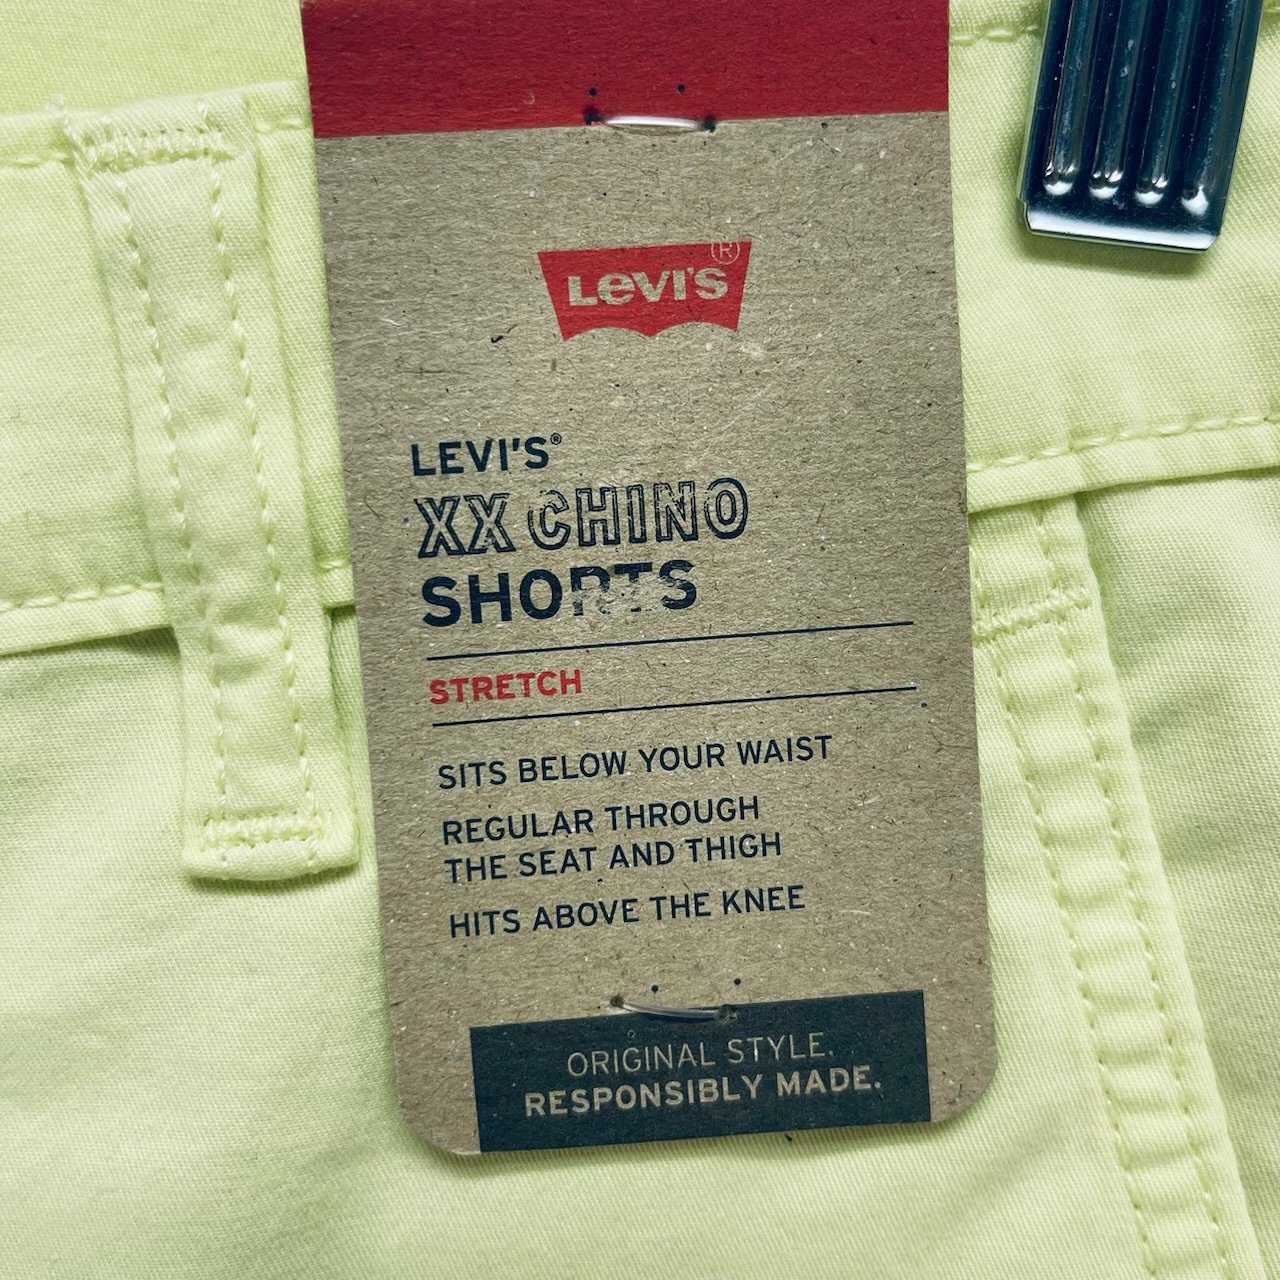 LEVI'S®
LEVI'S®
XX CHINO
SHORTS
STRETCH
SITS BELOW YOUR WAIST
REGULAR THROUGH
THE SEAT AND THIGH
HITS ABOVE THE KNEE
ORIGINAL STYLE.
RESPONSIBLY MADE.